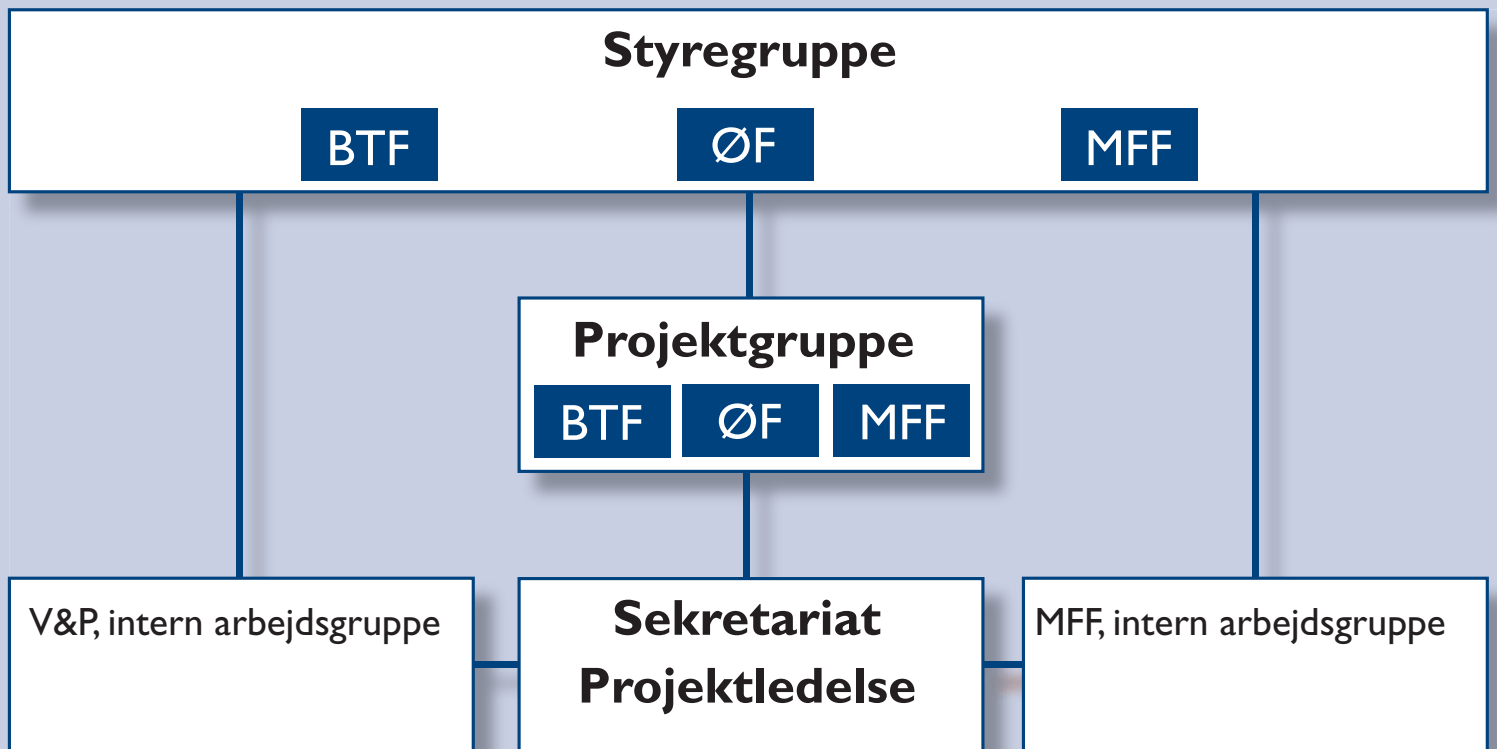 Styregruppe
BTF ØF MFF
Projektgruppe
BTF ØF MFF
V&P, intern arbejdsgruppe
Sekretariat
Projektledelse
MFF, intern arbejdsgruppe